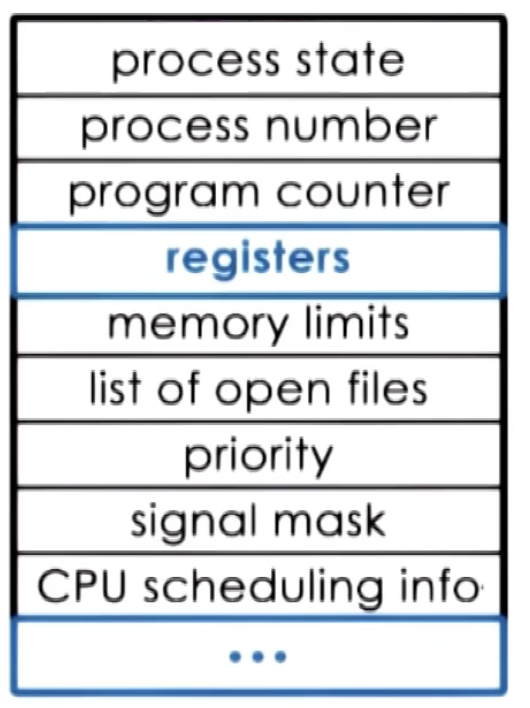 process state
process number
program counter
registers
memory limits
list of open files
priority
signal mask
CPU scheduling info
...